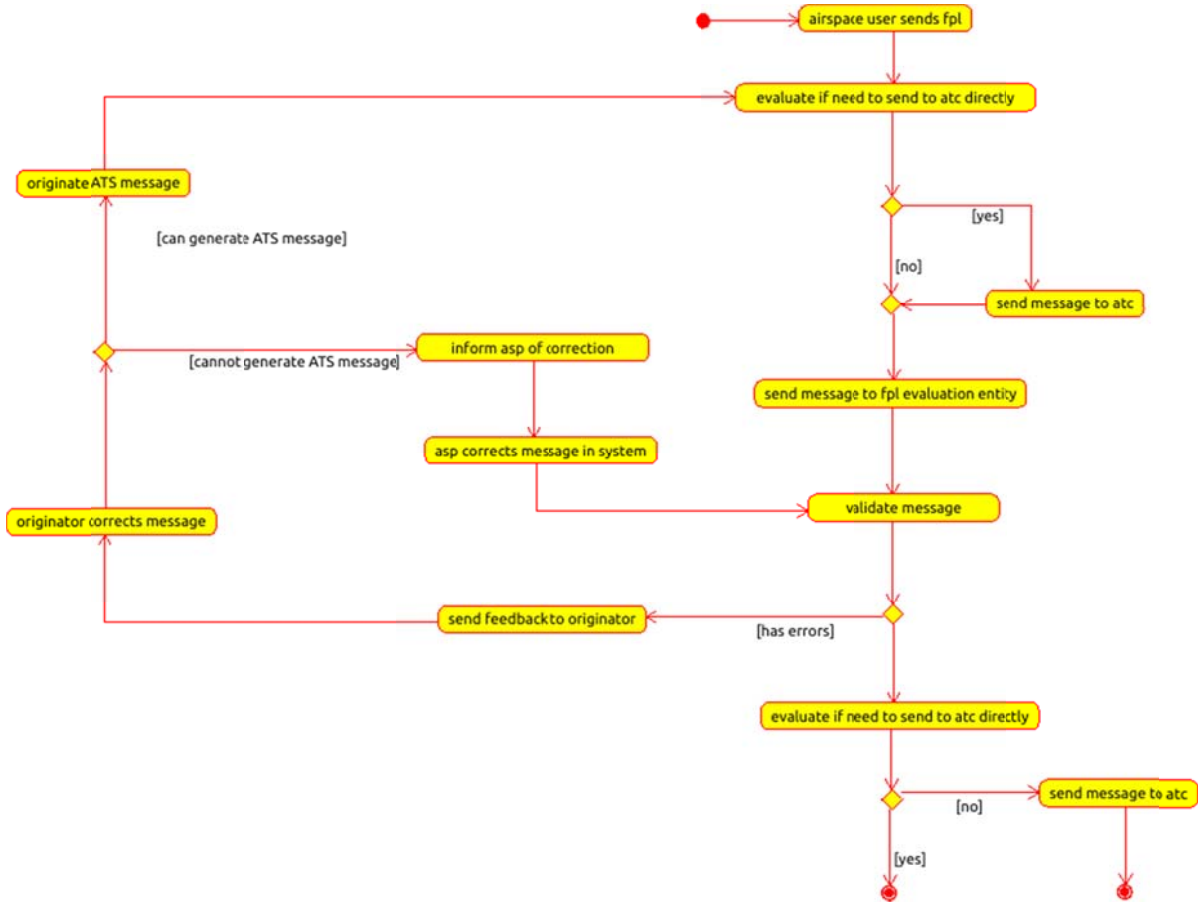 airspace user sends fpl
evaluate if need to send to atc directly
originate ATS message
[yes]
[can generate ATS message]
[no]
send message to atc
inform asp of correction
[cannot generate ATS message]
send message to fpl evaluation entity
asp corrects message in system
validate message
originator corrects message
send feedback to originator
[has errors]
evaluate if need to send to atc directly
send message to atc
[no]
[yes]